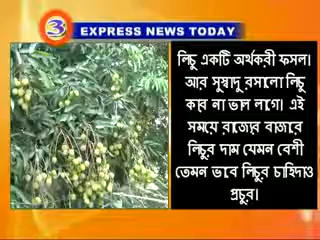 3 EXPRESS NEWS TODAY
লিচু একটি অর্থকরী ফসল।
আর সুস্বাদু রসালো লিচু
কার না ভাল লাগে। এই
সময়ে রাজ্যের বাজারে
লিচুর দাম যেমন বেশী
তেমন ভাবে লিচুর চাহিদাও
প্রচুর।